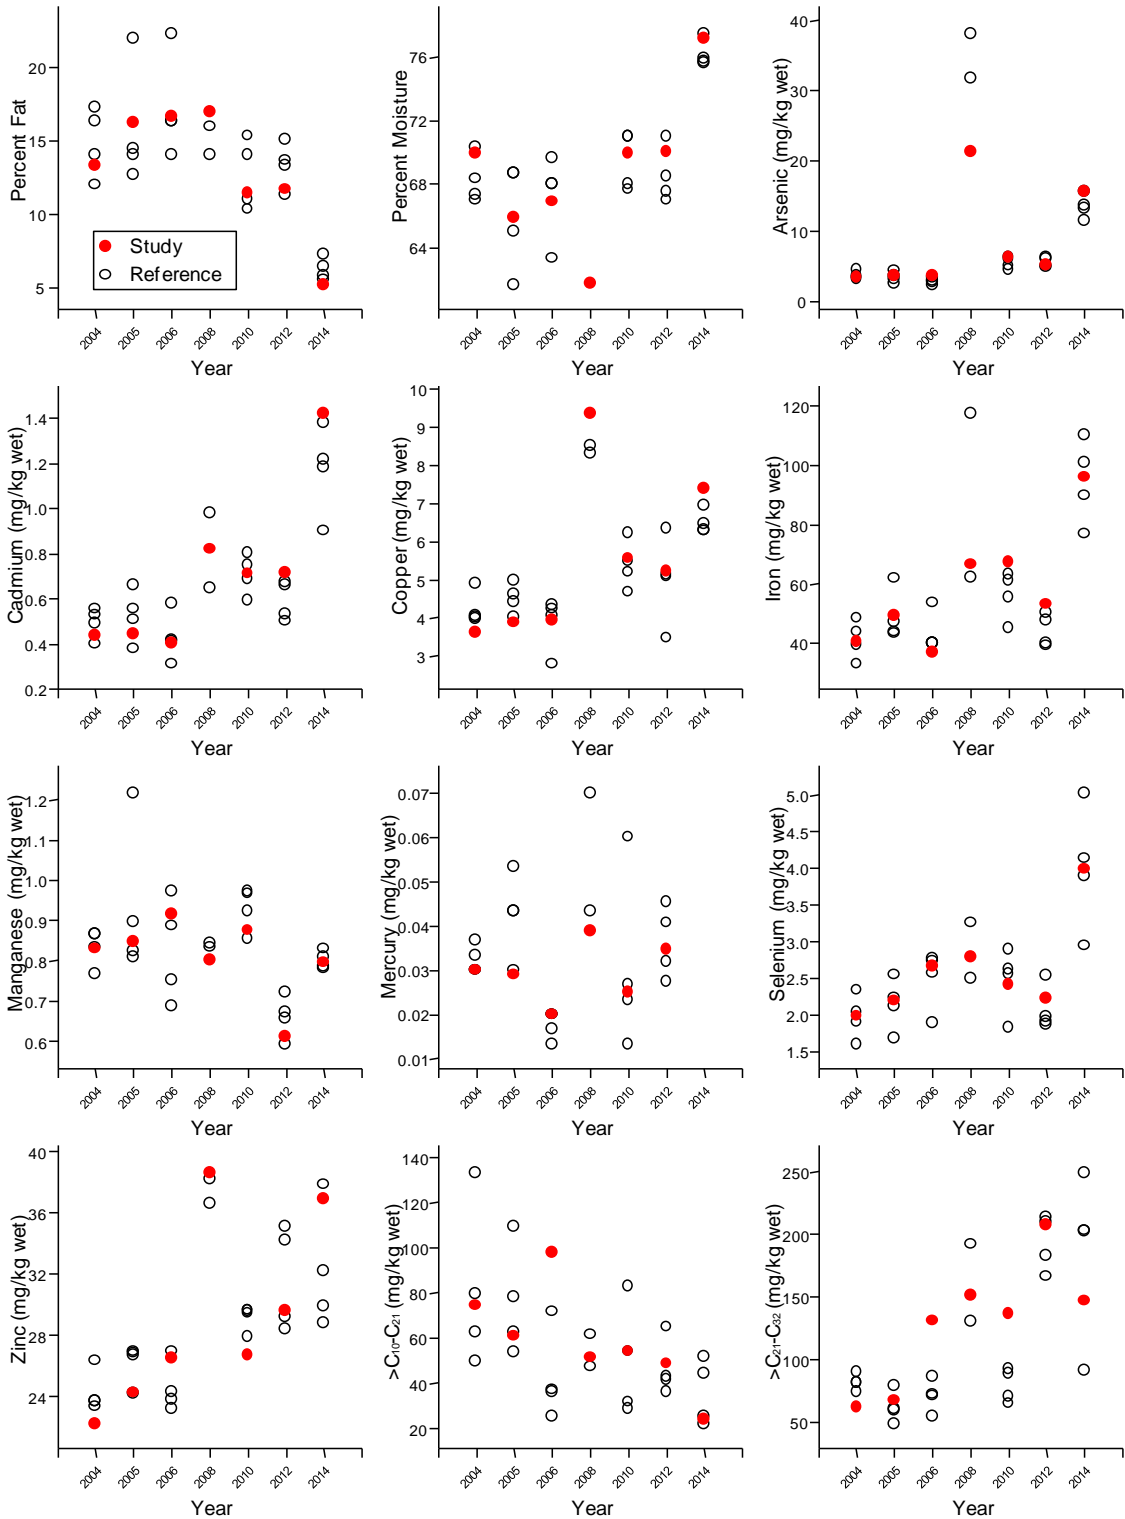 Percent Fat
20
15
10
5
Study
Reference
2004 2005 2006 2008 2010 2012 2014
Year
Percent Moisture
76
72
68
64
2004 2005 2006 2008 2010 2012 2014
Year
Arsenic (mg/kg wet)
40
30
20
10
0
2004 2005 2006 2008 2010 2012 2014
Year
Cadmium (mg/kg wet)
1.4
1.2
1.0
0.8
0.6
0.4
0.2
2004 2005 2006 2008 2010 2012 2014
Year
Copper (mg/kg wet)
10
9
8
7
6
5
4
3
2004 2005 2006 2008 2010 2012 2014
Year
Iron (mg/kg wet)
120
100
80
60
40
2004 2005 2006 2008 2010 2012 2014
Year
Manganese (mg/kg wet)
1.2
1.1
1.0
0.9
0.8
0.7
0.6
2004 2005 2006 2008 2010 2012 2014
Year
Mercury (mg/kg wet)
0.07
0.06
0.05
0.04
0.03
0.02
0.01
2004 2005 2006 2008 2010 2012 2014
Year
Selenium (mg/kg wet)
5.0
4.5
4.0
3.5
3.0
2.5
2.0
1.5
2004 2005 2006 2008 2010 2012 2014
Year
Zinc (mg/kg wet)
40
36
32
28
24
2004 2005 2006 2008 2010 2012 2014
Year
>C₁₀-C₂₁ (mg/kg wet)
140
120
100
80
60
40
20
2004 2005 2006 2008 2010 2012 2014
Year
>C₂₁-C₃₂ (mg/kg wet)
250
200
150
100
50
2004 2005 2006 2008 2010 2012 2014
Year